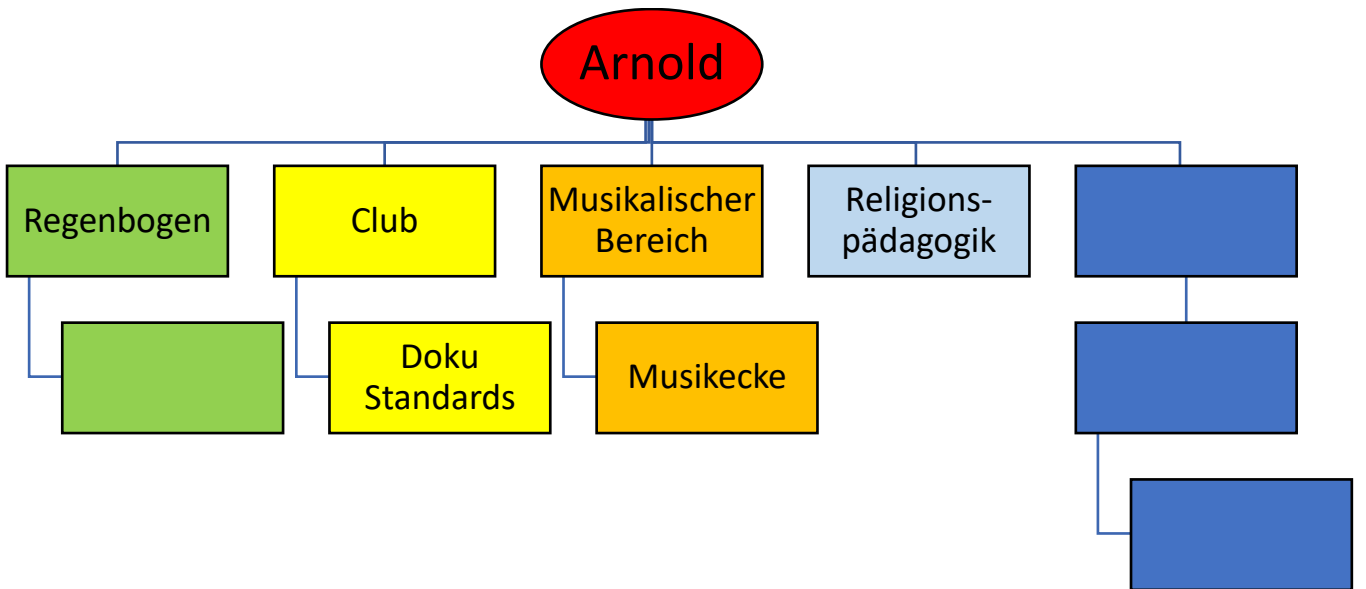 Arnold
Regenbogen
Club
Musikalischer
Bereich
Religions-
pädagogik
Doku
Standards
Musikecke